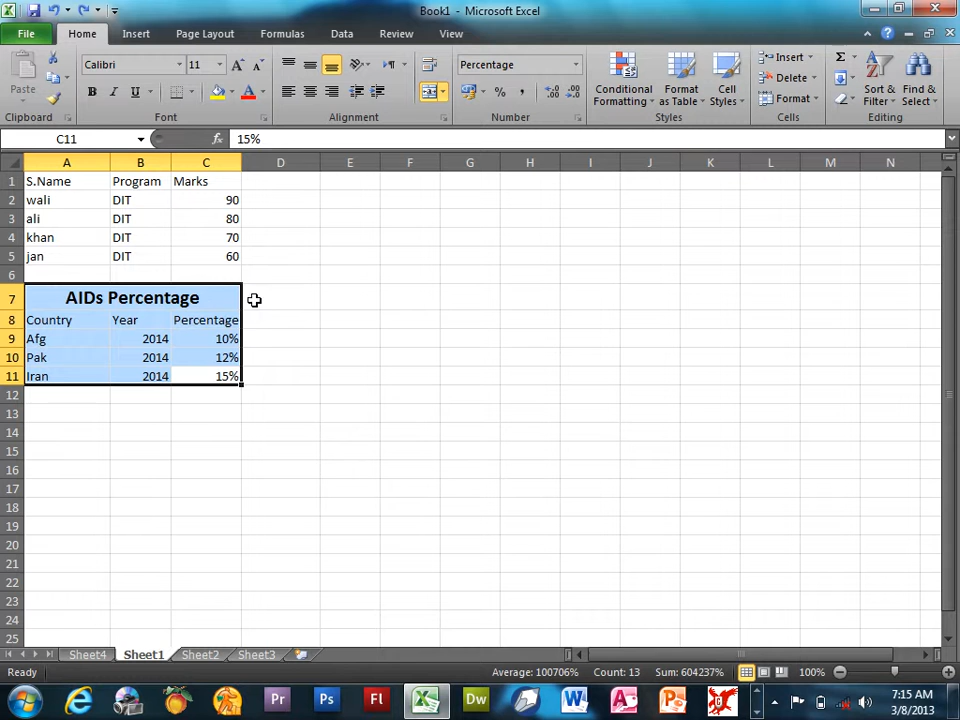 Book1 - Microsoft Excel
File Home Insert Page Layout Formulas Data Review View
Paste
Clipboard
Calibri 11
B I U
Font
Alignment
Percentage
%
Number
Conditional Formatting
Format as Table
Cell Styles
Styles
Insert
Delete
Format
Cells
Sort & Filter
Find & Select
Editing
C11 fx 15%
A B C D E F G H I J K L M N
1 S.Name Program Marks
2 wali DIT 90
3 ali DIT 80
4 khan DIT 70
5 jan DIT 60
6
7 AIDs Percentage
8 Country Year Percentage
9 Afg 2014 10%
10 Pak 2014 12%
11 Iran 2014 15%
12
13
14
15
16
17
18
19
20
21
22
23
24
25
Sheet4 Sheet1 Sheet2 Sheet3
Ready Average: 100706% Count: 13 Sum: 604237% 100%
Pr Ps Fl Dw
7:15 AM
3/8/2013